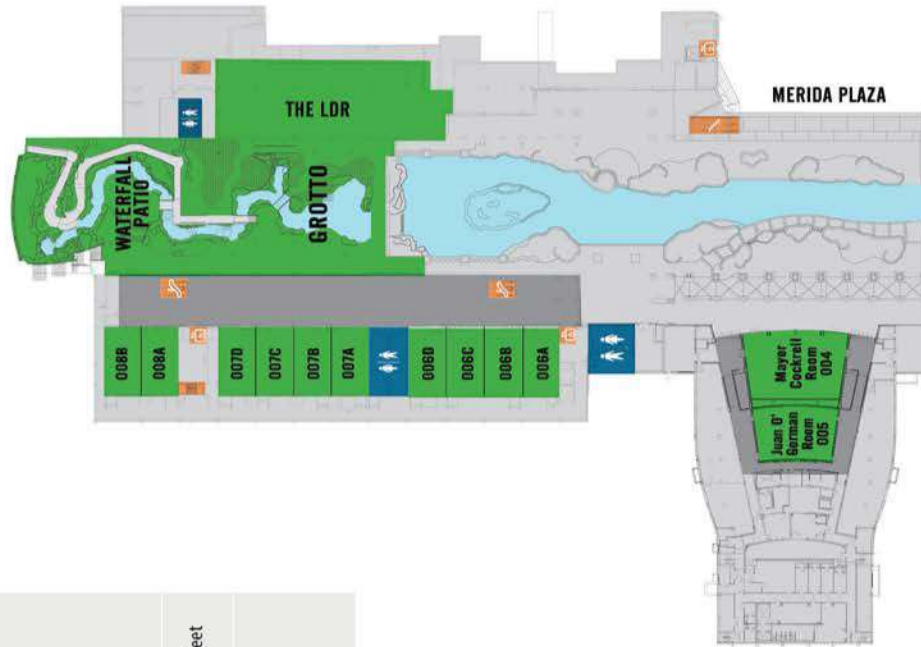 MERIDA PLAZA
THE LDR
WATERFALL
PATIO
GROTTO
008B
008A
007D
007C
007B
007A
006D
006C
006B
006A
Mayor
Cockrell
Room
004
Juan O'
Gorman
Room
005
eet